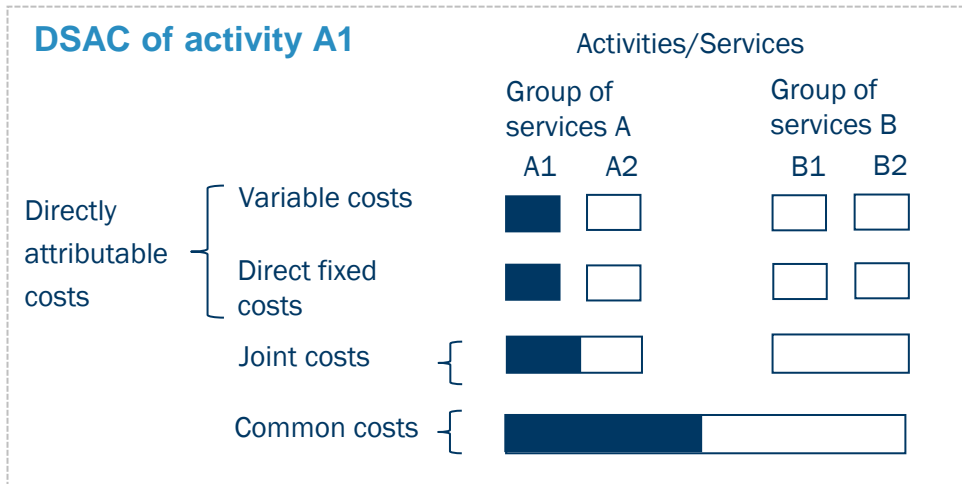 DSAC of activity A1
Activities/Services
Group of
services A
Group of
services B
A1 A2 B1 B2
Directly
attributable
costs
Variable costs
Direct fixed
costs
Joint costs
Common costs